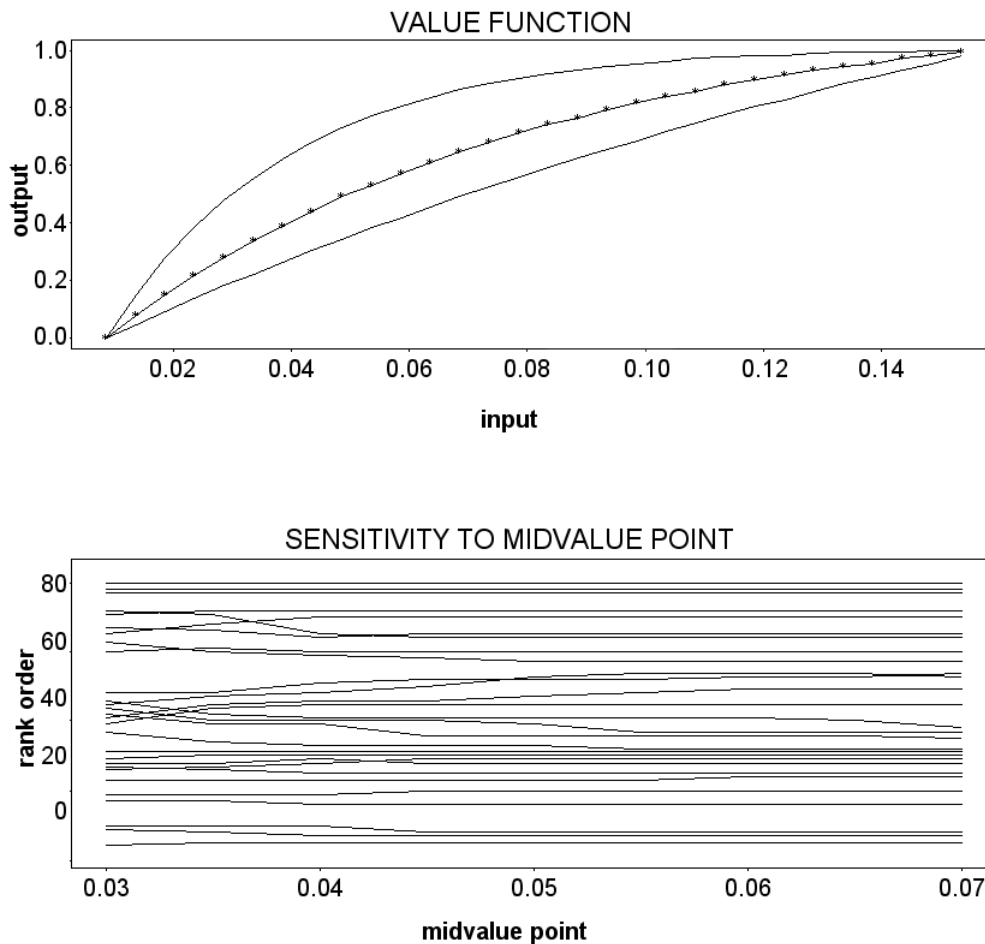 VALUE FUNCTION
1.0
0.8
0.6
0.4
0.2
0.0
output
0.02 0.04 0.06 0.08 0.10 0.12 0.14
input
SENSITIVITY TO MIDVALUE POINT
80
60
40
20
0
rank order
0.03 0.04 0.05 0.06 0.07
midvalue point